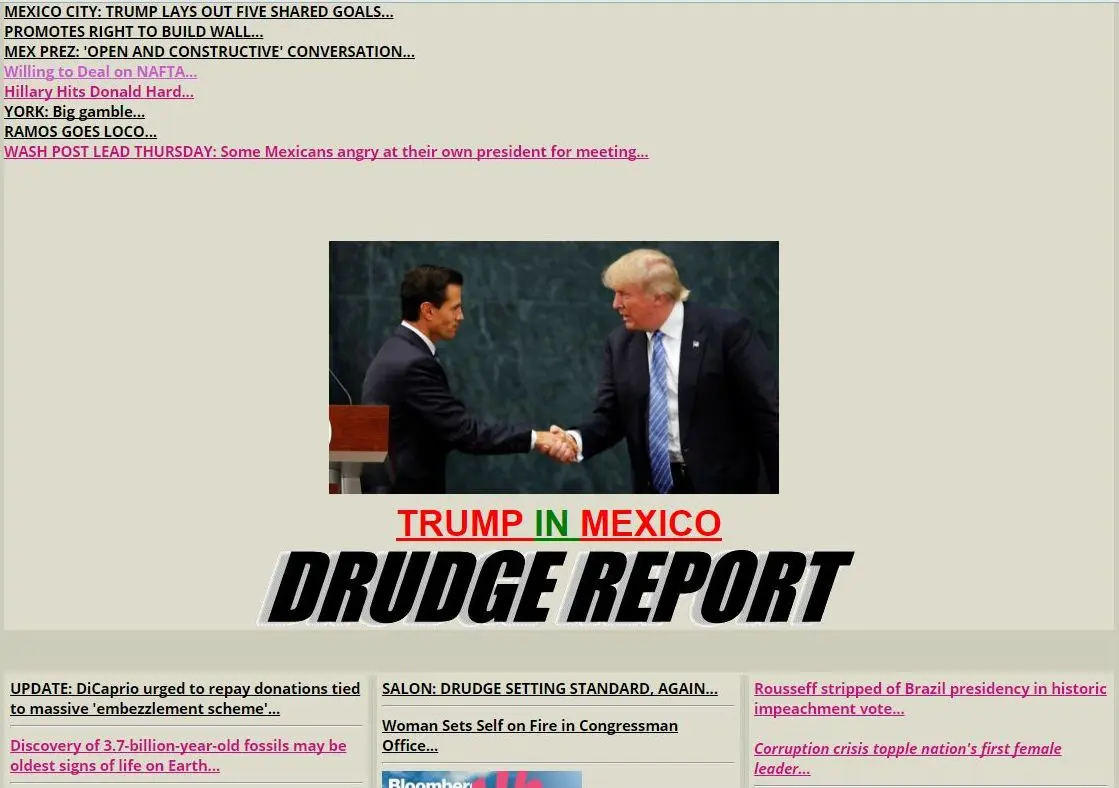 MEXICO CITY: TRUMP LAYS OUT FIVE SHARED GOALS...
PROMOTES RIGHT TO BUILD WALL...
MEX PREZ: 'OPEN AND CONSTRUCTIVE' CONVERSATION...
Willing to Deal on NAFTA...
Hillary Hits Donald Hard...
YORK: Big gamble...
RAMOS GOES LOCO...
WASH POST LEAD THURSDAY: Some Mexicans angry at their own president for meeting...
TRUMP IN MEXICO
DRUDGE REPORT
UPDATE: DiCaprio urged to repay donations tied
to massive 'embezzlement scheme'...
Discovery of 3.7-billion-year-old fossils may be
oldest signs of life on Earth...
SALON: DRUDGE SETTING STANDARD, AGAIN...
Woman Sets Self on Fire in Congressman
Office...
Rousseff stripped of Brazil presidency in historic
impeachment vote...
Corruption crisis topple nation's first female
leader...